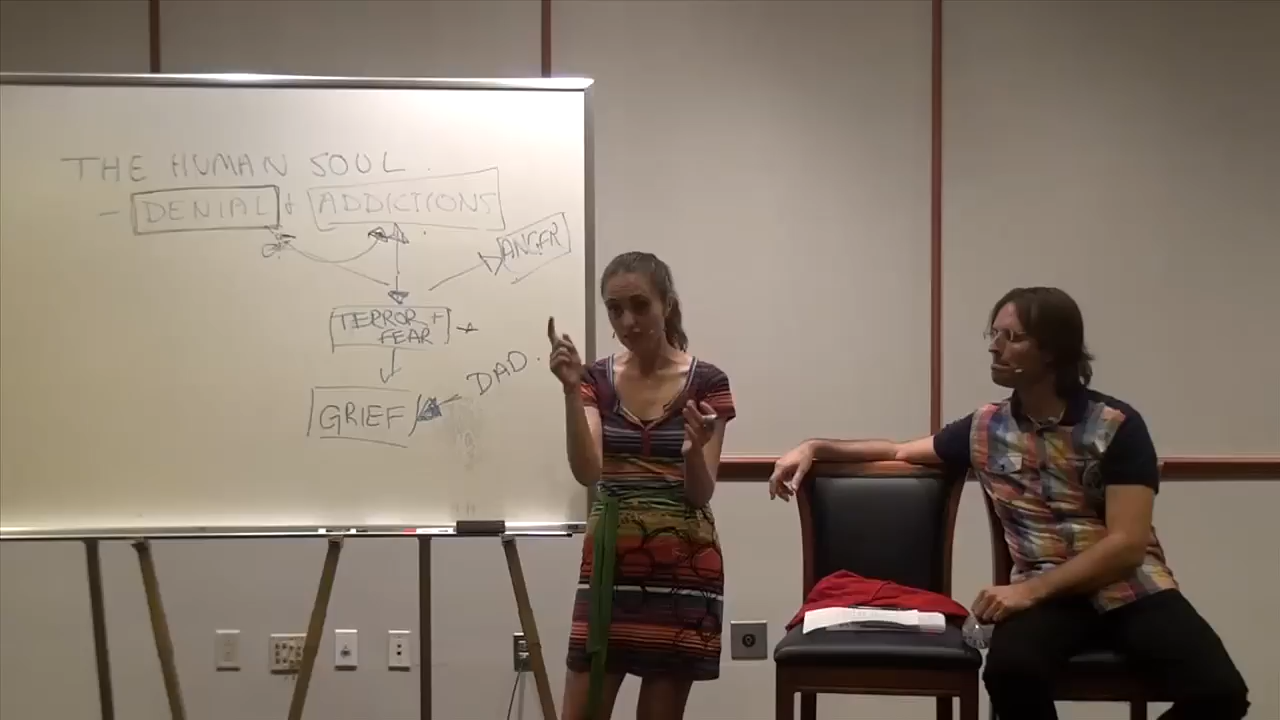 THE HUMAN SOUL.
- DENIAL & ADDICTIONS
ANGER
TERROR +
FEAR
DAD.
GRIEF